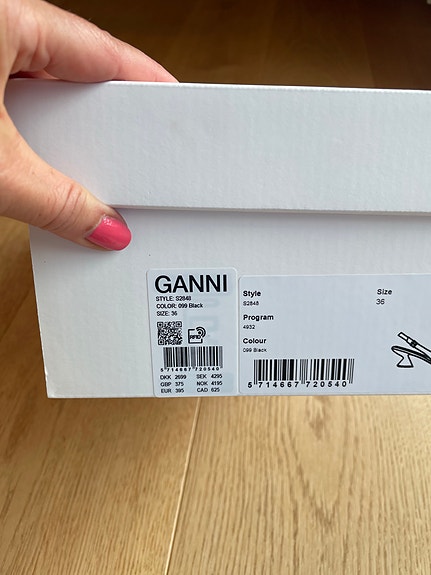 GANNI
STYLE: S2848
COLOR: 099 Black
SIZE: 36
RFID
5 714667 720540
DKK 2699 SEK 4295
GBP 375 NOK 4195
EUR 395 CAD 625
Style
S2848
Size
36
Program
4932
Colour
099 Black
5 714667 720540